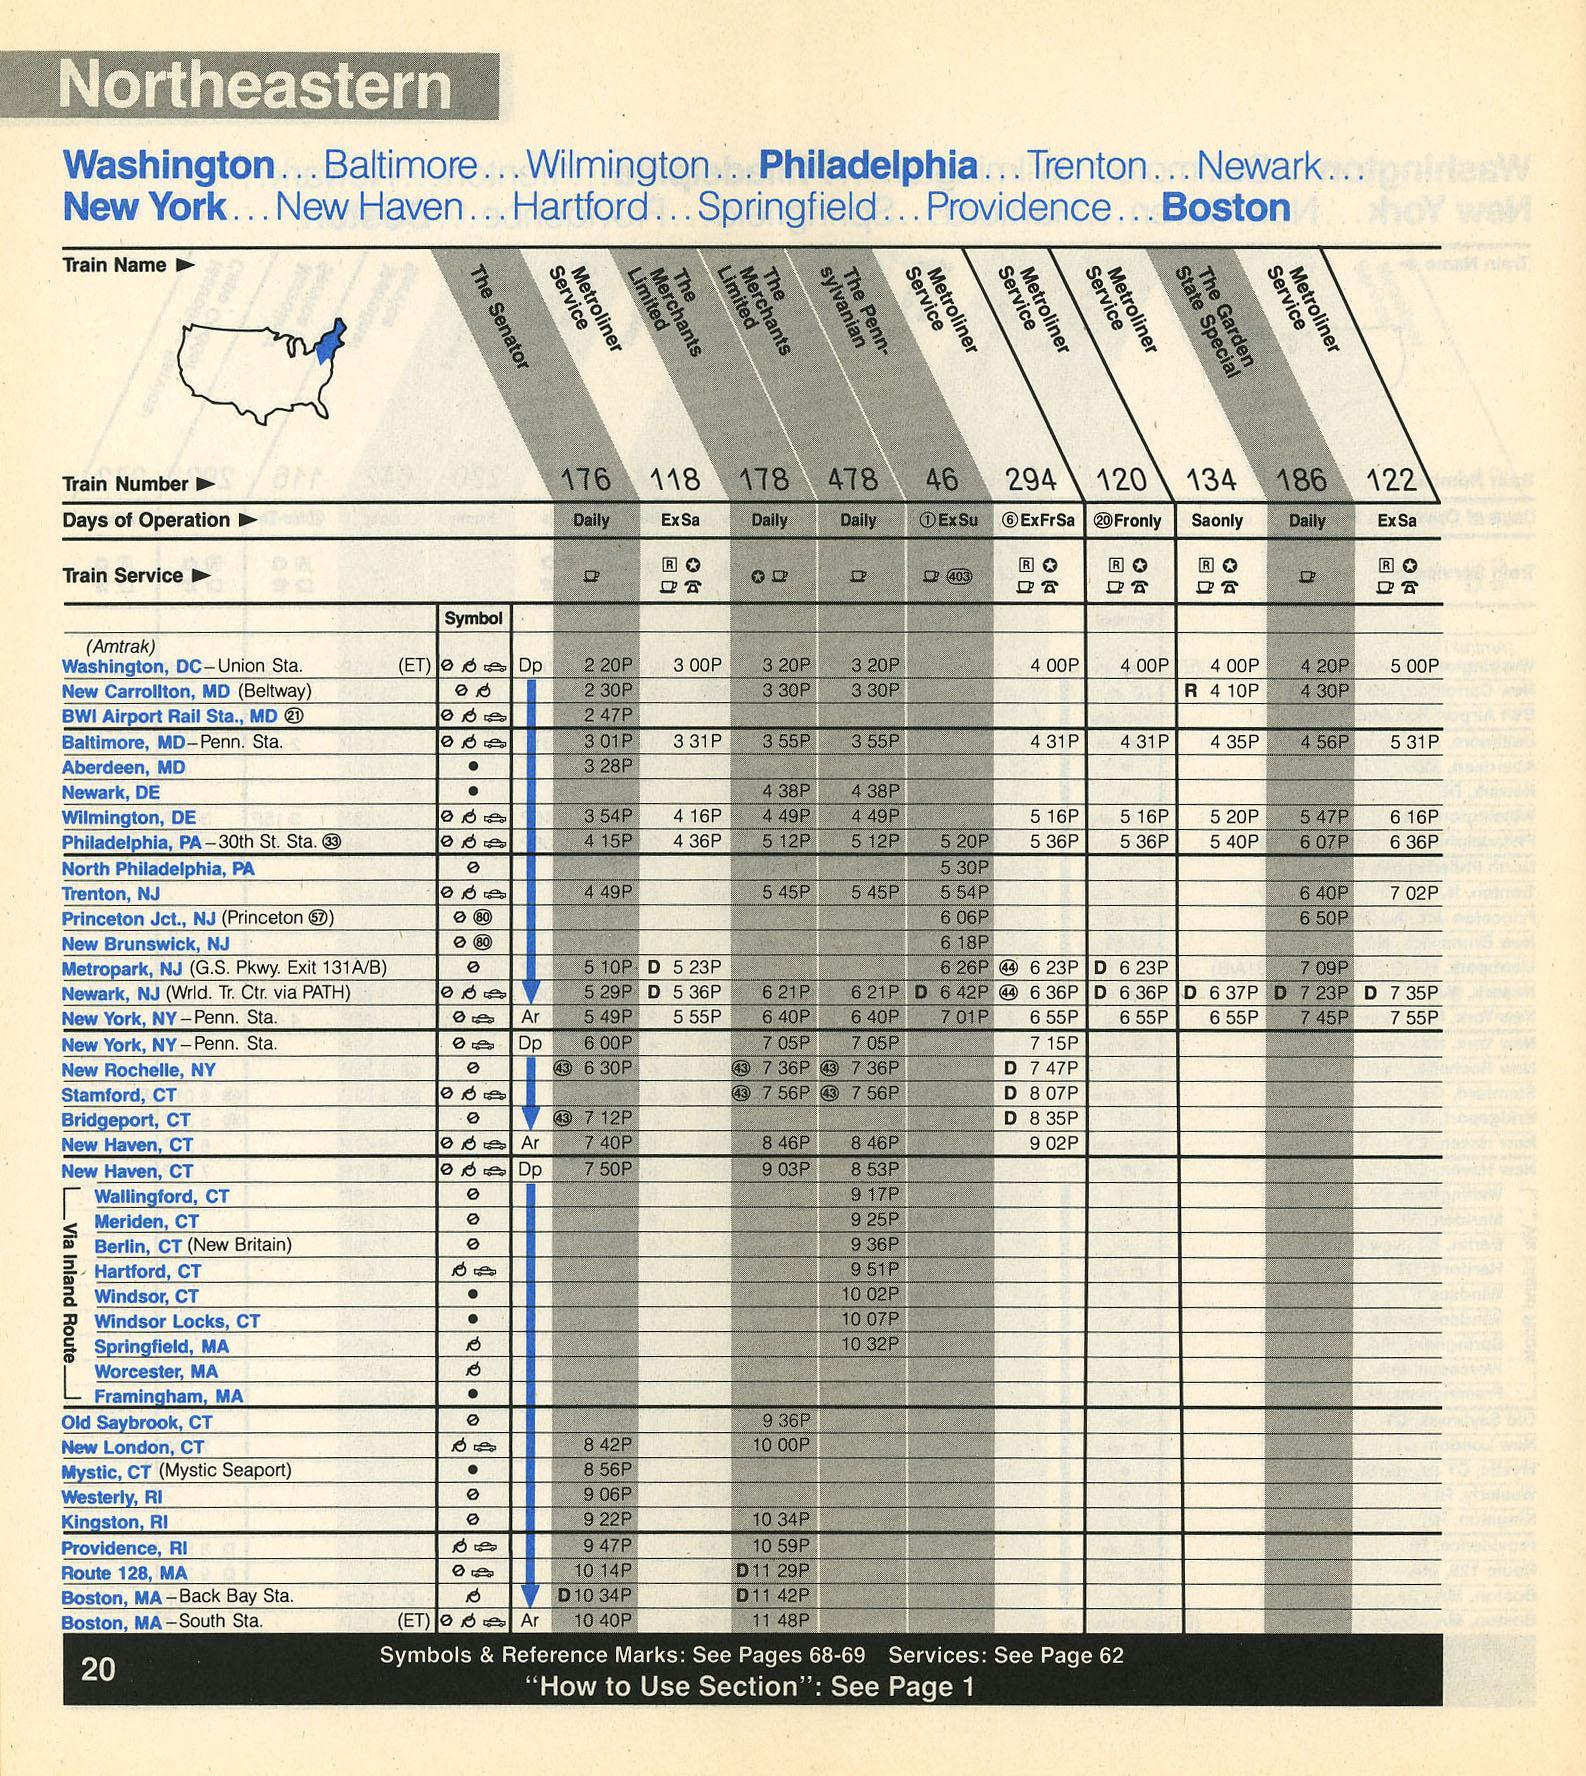 Northeastern
Washington...Baltimore...Wilmington...Philadelphia...Trenton...Newark...
New York...New Haven...Hartford...Springfield...Providence...Boston
Train Name ► The Senator | Metroliner Service | The Merchants Limited | The Merchants Limited | The Pennsylvanian | Metroliner Service | Metroliner Service | Metroliner Service | The Garden State Special | Metroliner Service
Train Number ► 176 118 178 478 46 294 120 134 186 122
Days of Operation ► Daily ExSa Daily Daily ①ExSu ⑥ExFrSa ⑳Fronly Saonly Daily ExSa
Train Service ► R R R R R
403
Symbol
(Amtrak)
Washington, DC–Union Sta. (ET) Dp 2 20P 3 00P 3 20P 3 20P 4 00P 4 00P 4 00P 4 20P 5 00P
New Carrollton, MD (Beltway) 2 30P 3 30P 3 30P R 4 10P 4 30P
BWI Airport Rail Sta., MD ㉑ 2 47P
Baltimore, MD–Penn. Sta. 3 01P 3 31P 3 55P 3 55P 4 31P 4 31P 4 35P 4 56P 5 31P
Aberdeen, MD ● 3 28P
Newark, DE ● 4 38P 4 38P
Wilmington, DE 3 54P 4 16P 4 49P 4 49P 5 16P 5 16P 5 20P 5 47P 6 16P
Philadelphia, PA–30th St. Sta. ㉝ 4 15P 4 36P 5 12P 5 12P 5 20P 5 36P 5 36P 5 40P 6 07P 6 36P
North Philadelphia, PA 5 30P
Trenton, NJ 4 49P 5 45P 5 45P 5 54P 6 40P 7 02P
Princeton Jct., NJ (Princeton 57) 80 6 06P 6 50P
New Brunswick, NJ 80 6 18P
Metropark, NJ (G.S. Pkwy. Exit 131A/B) 5 10P D 5 23P 6 26P ㊹ 6 23P D 6 23P 7 09P
Newark, NJ (Wrld. Tr. Ctr. via PATH) 5 29P D 5 36P 6 21P 6 21P D 6 42P ㊹ 6 36P D 6 36P D 6 37P D 7 23P D 7 35P
New York, NY–Penn. Sta. Ar 5 49P 5 55P 6 40P 6 40P 7 01P 6 55P 6 55P 6 55P 7 45P 7 55P
New York, NY–Penn. Sta. Dp 6 00P 7 05P 7 05P 7 15P
New Rochelle, NY ㊸ 6 30P ㊸ 7 36P ㊸ 7 36P D 7 47P
Stamford, CT ㊸ 7 56P ㊸ 7 56P D 8 07P
Bridgeport, CT ㊸ 7 12P D 8 35P
New Haven, CT Ar 7 40P 8 46P 8 46P 9 02P
New Haven, CT Dp 7 50P 9 03P 8 53P
Via Inland Route
Wallingford, CT 9 17P
Meriden, CT 9 25P
Berlin, CT (New Britain) 9 36P
Hartford, CT 9 51P
Windsor, CT ● 10 02P
Windsor Locks, CT ● 10 07P
Springfield, MA 10 32P
Worcester, MA
Framingham, MA ●
Old Saybrook, CT 9 36P
New London, CT 8 42P 10 00P
Mystic, CT (Mystic Seaport) ● 8 56P
Westerly, RI 9 06P
Kingston, RI 9 22P 10 34P
Providence, RI 9 47P 10 59P
Route 128, MA 10 14P D 11 29P
Boston, MA–Back Bay Sta. D 10 34P D 11 42P
Boston, MA–South Sta. (ET) Ar 10 40P 11 48P
20
Symbols & Reference Marks: See Pages 68-69 Services: See Page 62
"How to Use Section": See Page 1